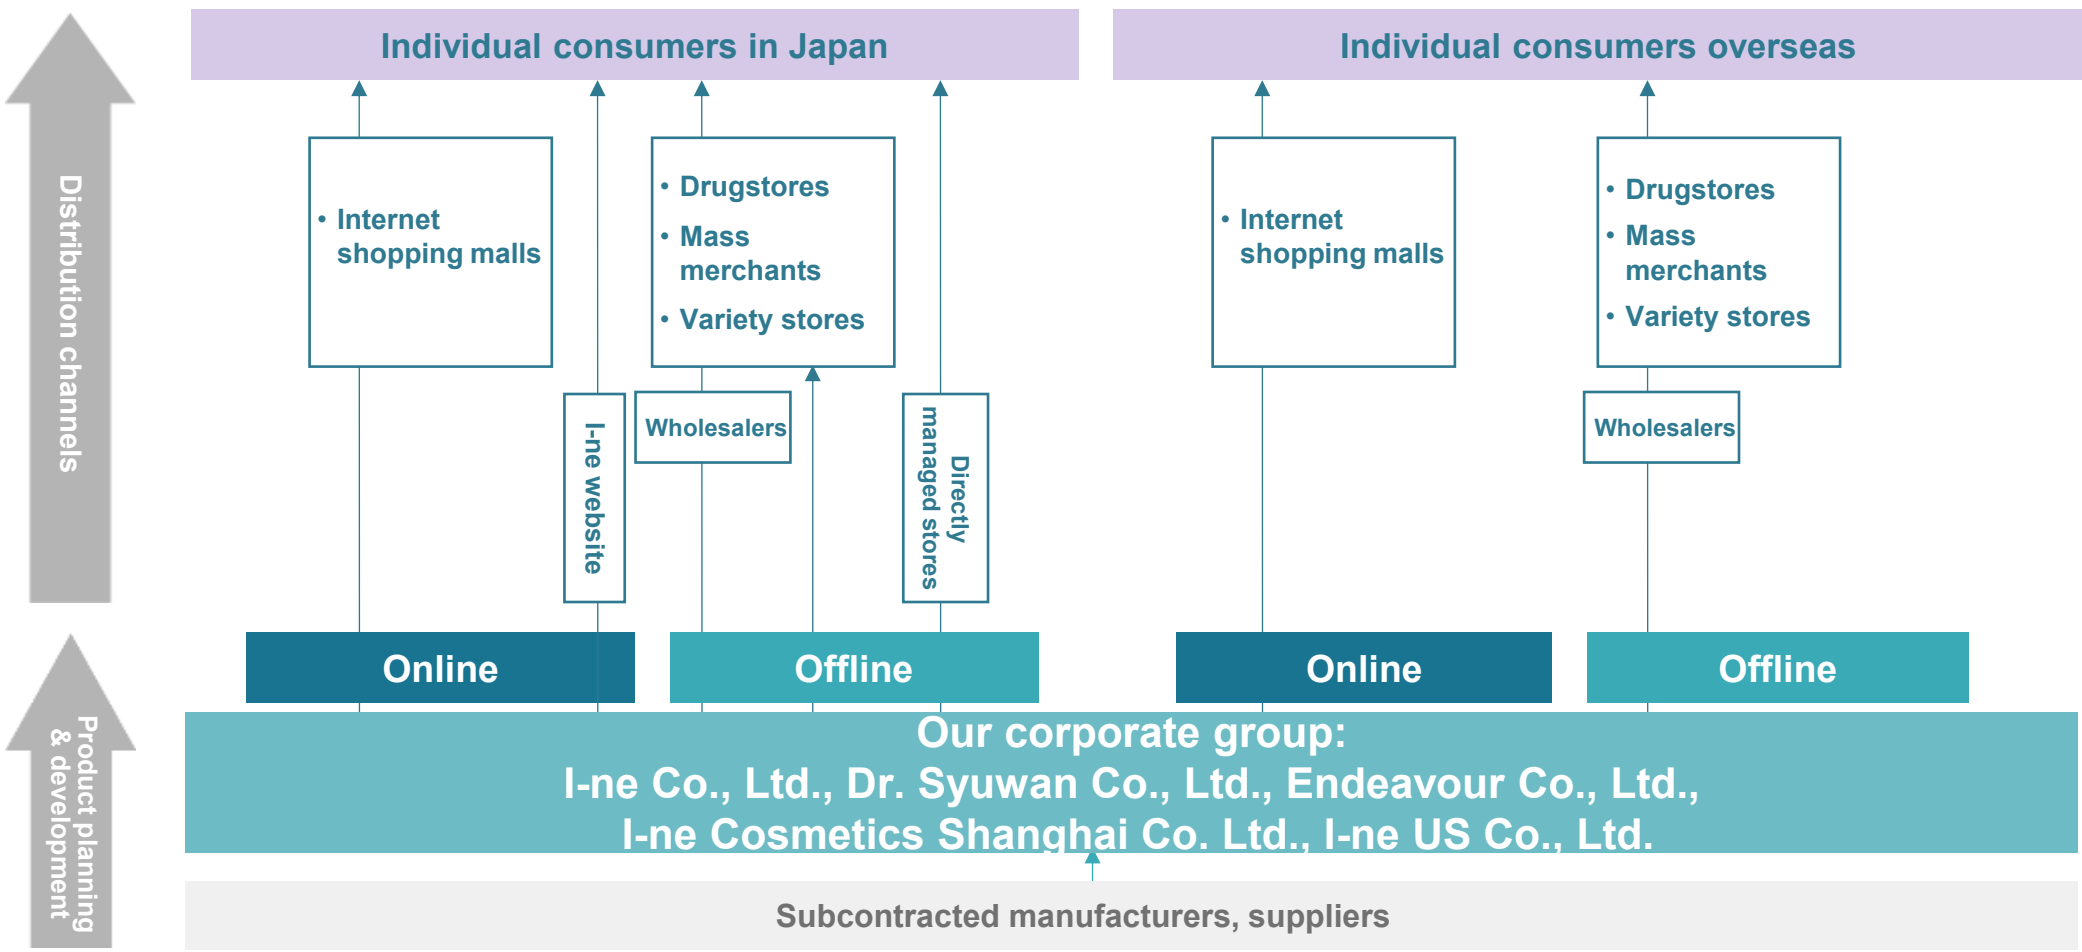 Individual consumers in Japan
Individual consumers overseas
Distribution channels
• Internet
shopping malls
• Drugstores
• Mass
merchants
• Variety stores
• Internet
shopping malls
• Drugstores
• Mass
merchants
• Variety stores
I-ne website
Wholesalers
Directly
managed stores
Wholesalers
Online
Offline
Online
Offline
Product planning
& development
Our corporate group:
I-ne Co., Ltd., Dr. Syuwan Co., Ltd., Endeavour Co., Ltd.,
I-ne Cosmetics Shanghai Co. Ltd., I-ne US Co., Ltd.
Subcontracted manufacturers, suppliers